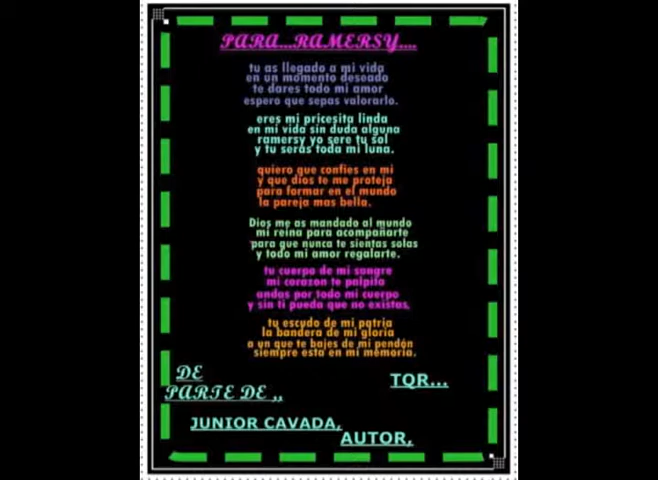 PARA...RAMERSY....
tu as llegado a mi vida
en un momento deseado
te dares todo mi amor
espero que sepas valorarlo.
eres mi pricesita linda
en mi vida sin duda alguna
ramersy yo sere tu sol
y tu serás toda mi luna.
quiero que confies en mi
y que dios te me proteja
para formar en el mundo
la pareja mas bella.
Dios me as mandado al mundo
mi reina para acompañarte
para que nunca te sientas solas
y todo mi amor regalarte.
tu cuerpo de mi sangre
mi corazon te palpita
andas por todo mi cuerpo
y sin ti pueda que no existas,
tu escydo de mi patria
la bandera de mi gloria
a un que te bajes de mi pendón
siempre esta en mi memoria.
DE
PARTE DE ,,
TQR...
JUNIOR CAVADA,
AUTOR,